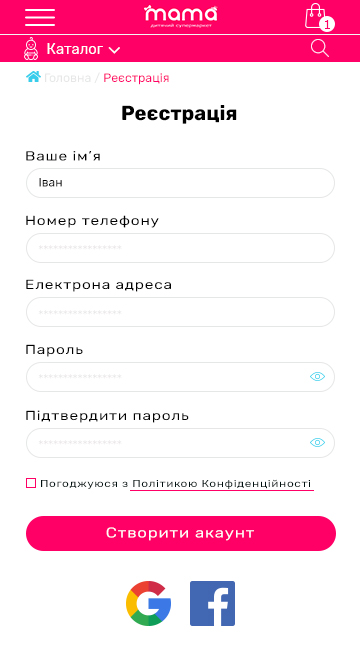 mama
дитячий супермаркет
1
Каталог
Головна / Реєстрація
Реєстрація
Ваше ім’я
Іван
Номер телефону
****************
Електрона адреса
****************
Пароль
****************
Підтвердити пароль
****************
Погоджуюся з Політикою Конфіденційності
Створити акаунт